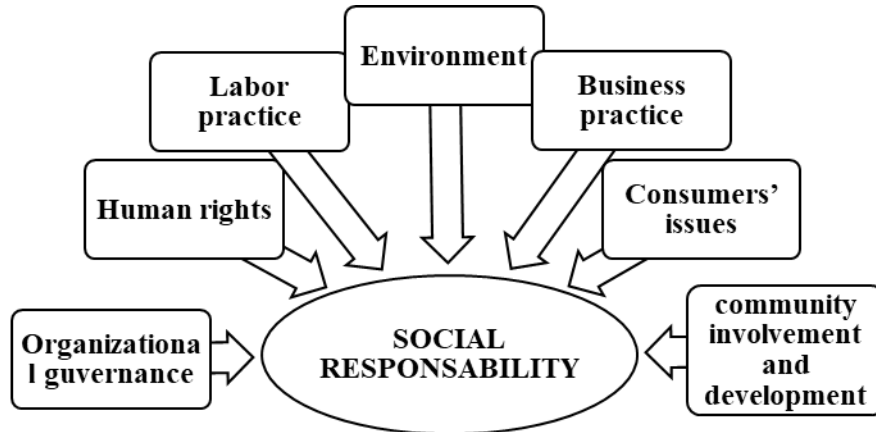 Environment
Labor
practice
Business
practice
Human rights
Consumers’
issues
Organizationa
l guvernance
SOCIAL
RESPONSABILITY
community
involvement
and
development